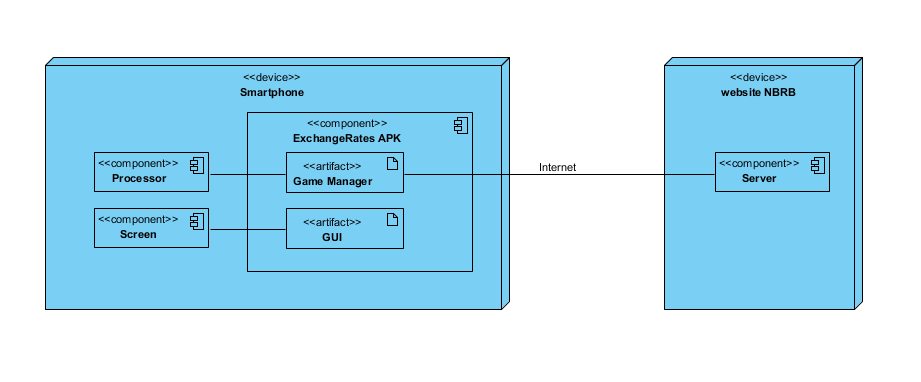 <<device>>
Smartphone
<<component>>
ExchangeRates APK
<<component>>
Processor
<<artifact>>
Game Manager
<<component>>
Screen
<<artifact>>
GUI
Internet
<<device>>
website NBRB
<<component>>
Server